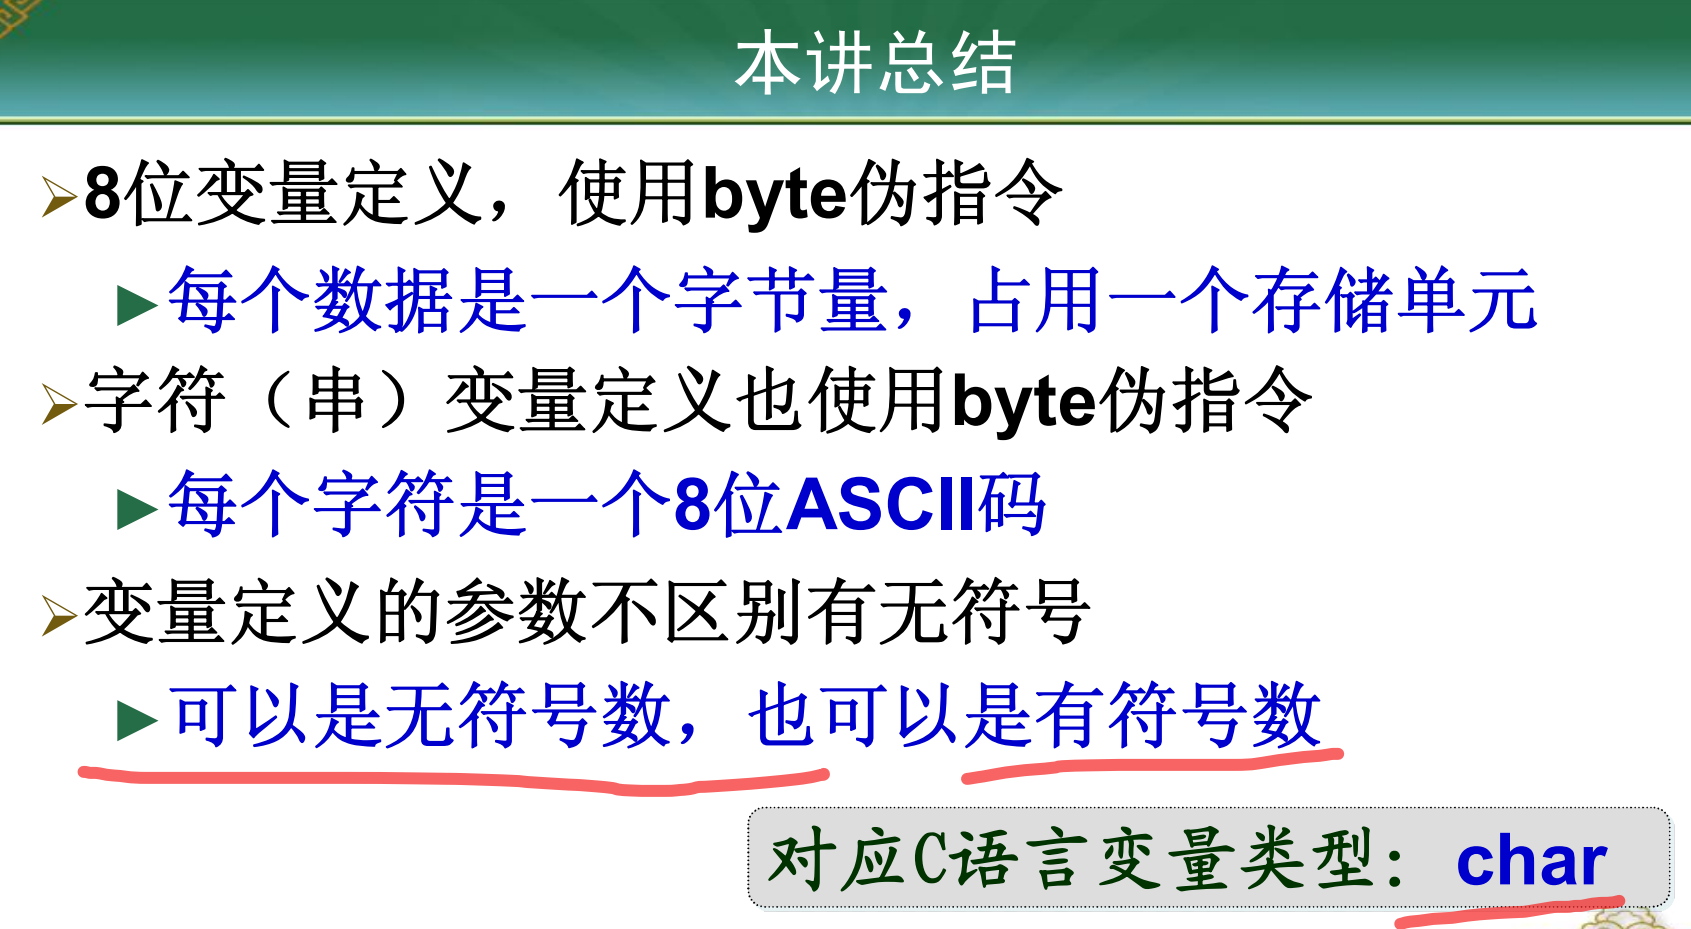 本讲总结
8位变量定义，使用byte伪指令
每个数据是一个字节量，占用一个存储单元
字符（串）变量定义也使用byte伪指令
每个字符是一个8位ASCII码
变量定义的参数不区别有无符号
可以是无符号数，也可以是有符号数
对应C语言变量类型：char